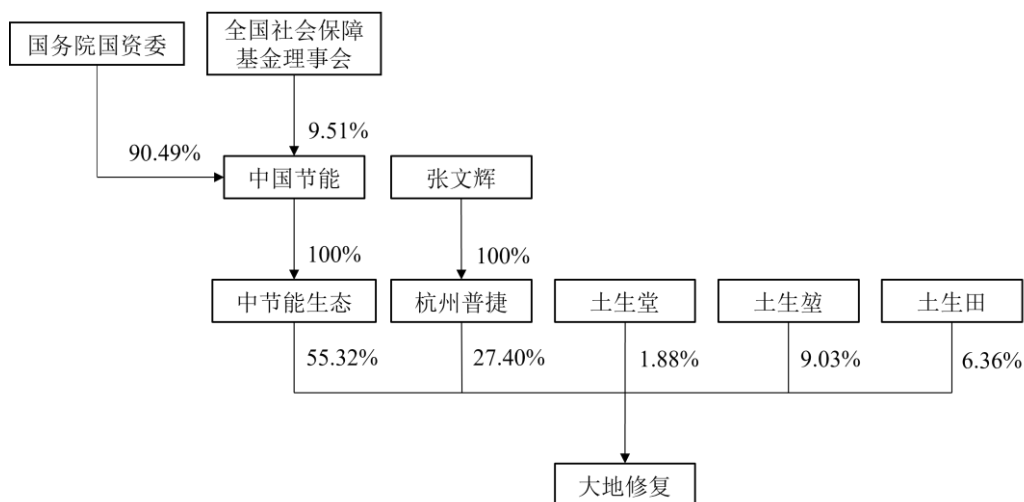 国务院国资委
全国社会保障
基金理事会
9.51%
90.49%
中国节能
张文辉
100%
100%
中节能生态
杭州普捷
土生堂
土生堃
土生田
55.32%
27.40%
1.88%
9.03%
6.36%
大地修复